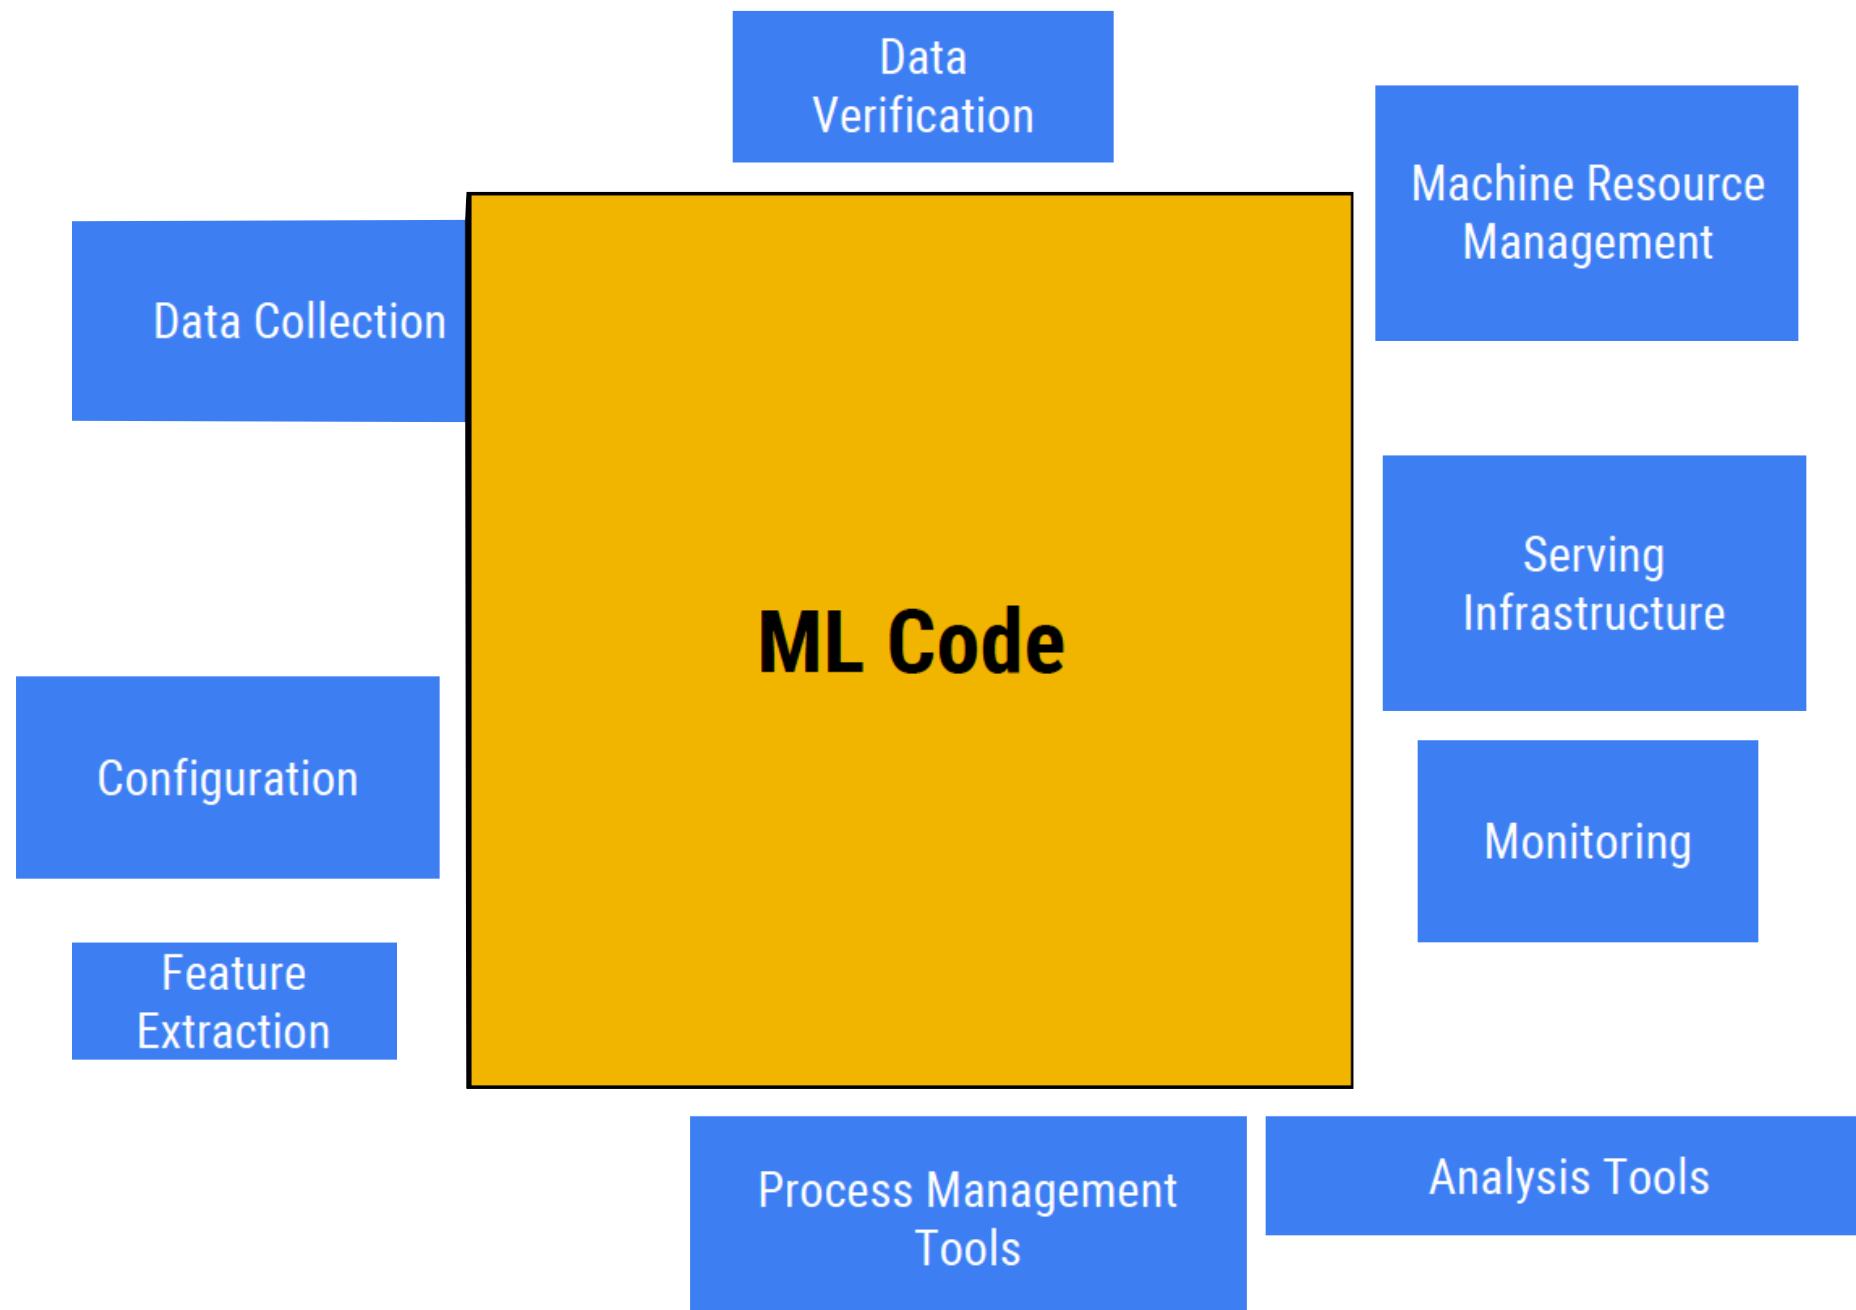 Data
Verification
Machine Resource
Management
Data Collection
ML Code
Serving
Infrastructure
Configuration
Monitoring
Feature
Extraction
Process Management
Tools
Analysis Tools